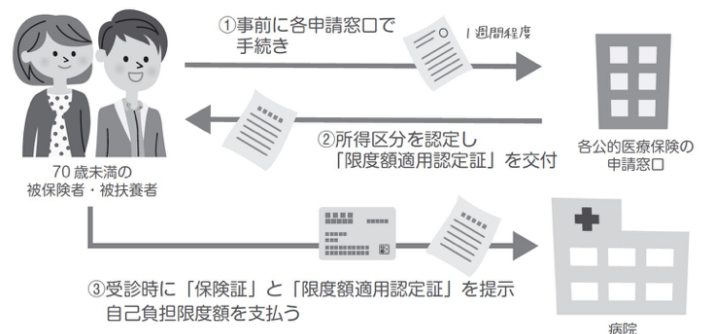 ①事前に各申請窓口で
手続き
1週間程度
②所得区分を認定し
「限度額適用認定証」を交付
各公的医療保険の
申請窓口
70歳未満の
被保険者・被扶養者
③受診時に「保険証」と「限度額適用認定証」を提示
自己負担限度額を支払う
病院